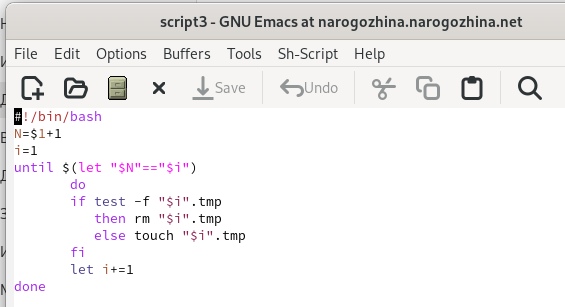 script3 - GNU Emacs at narogozhina.narogozhina.net
File Edit Options Buffers Tools Sh-Script Help
Save Undo
#!/bin/bash
N=$1+1
i=1
until $(let "$N"=="$i")
do
if test -f "$i".tmp
then rm "$i".tmp
else touch "$i".tmp
fi
let i+=1
done